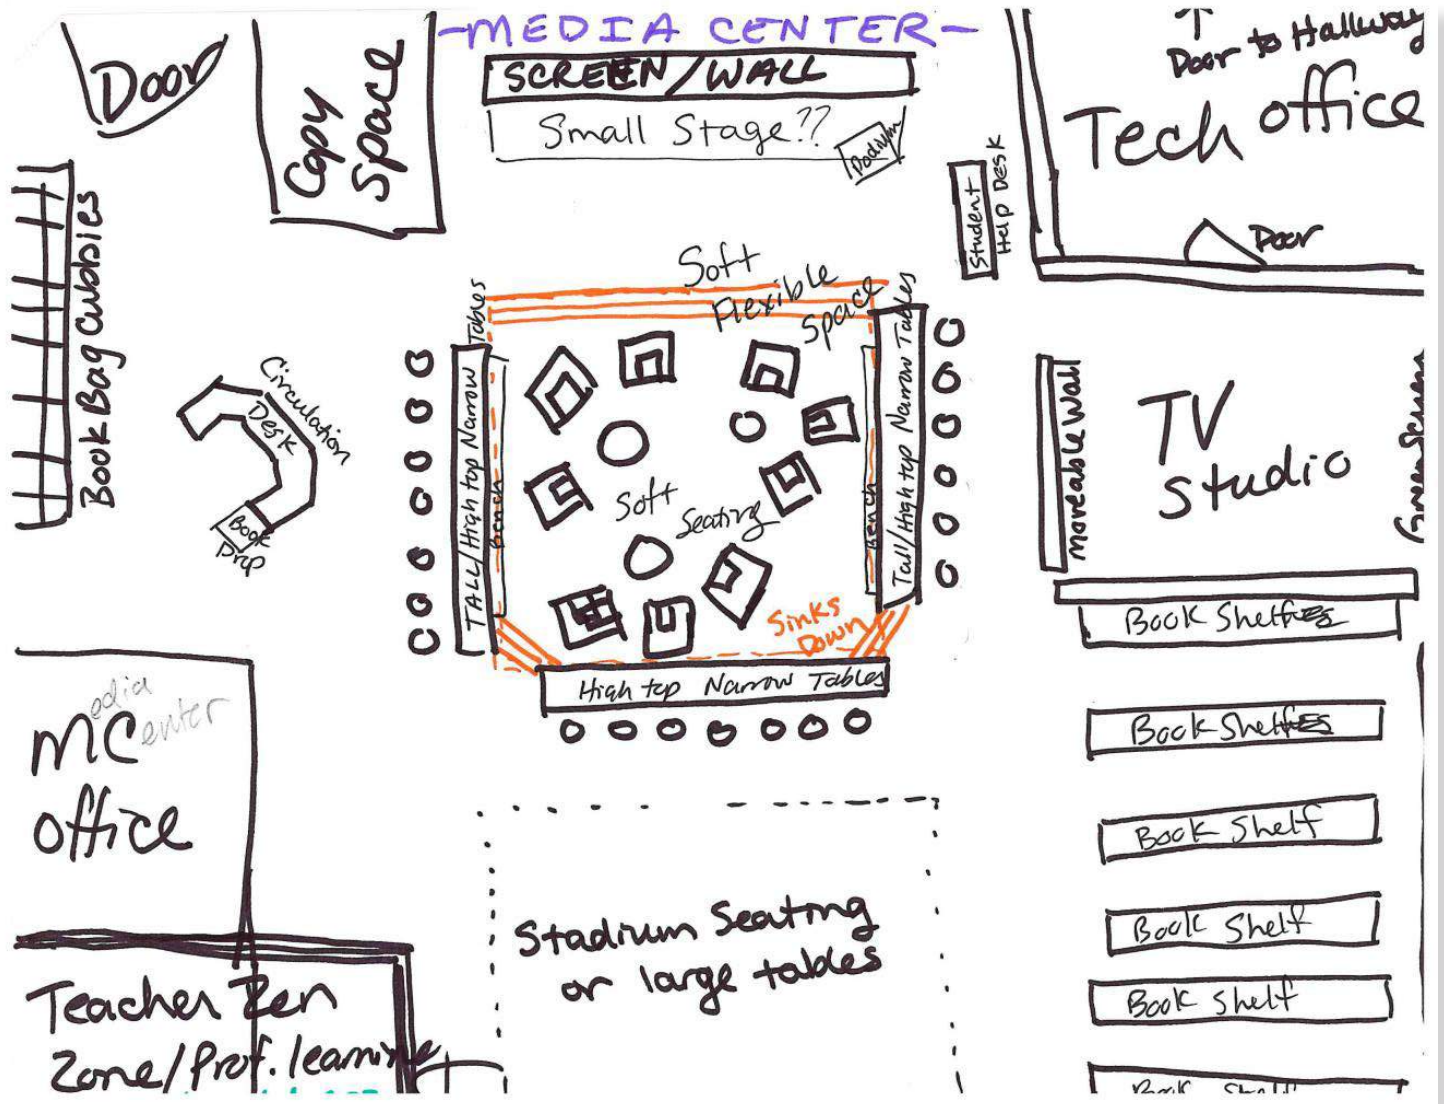 -MEDIA CENTER-
Door
Copy
Space
SCREEN/WALL
Small Stage??
Podium
Door to Hallway
Tech office
Door
Student
Help Desk
Book Bag Cubbies
Circulation
Desk
Book
Drop
Soft
Flexible
Space
TALL/High top Narrow Tables
Bench
Soft
Seating
Bench
Tall/High top Narrow Tables
Sinks
Down
High top Narrow Tables
Moveable Wall
TV
Studio
Green Screen
Book Shelves
Book Shelves
Book Shelf
Book Shelf
Book Shelf
Book Shelf
Media
MCenter
office
Stadium Seating
or large tables
Teacher Zen
Zone/Prof. learning